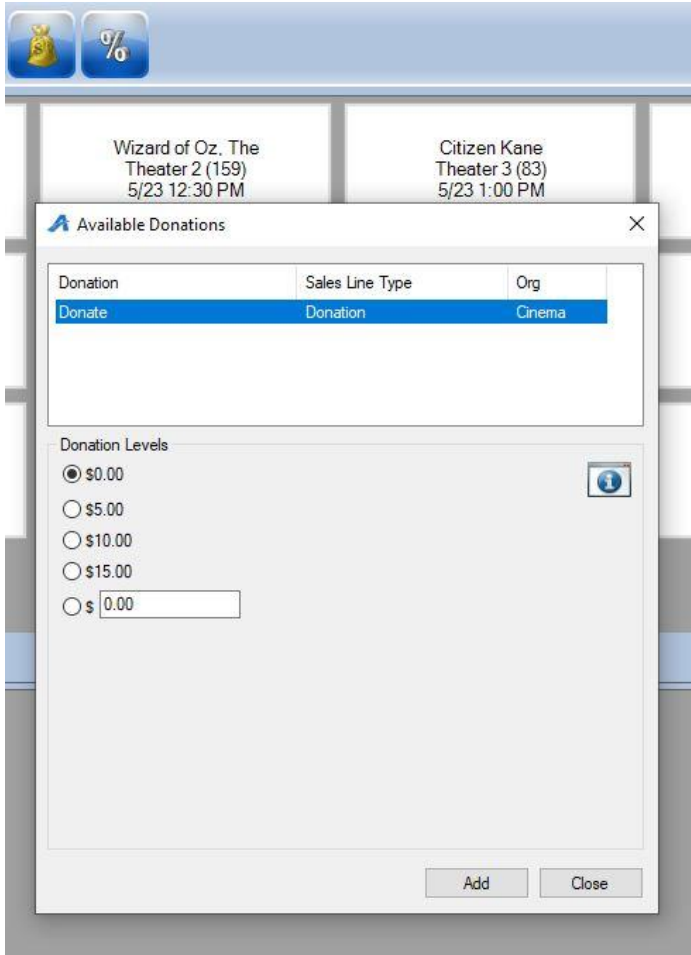 %
Wizard of Oz, The
Theater 2 (159)
5/23 12:30 PM
Citizen Kane
Theater 3 (83)
5/23 1:00 PM
Available Donations
Donation Sales Line Type Org
Donate Donation Cinema
Donation Levels
$0.00
$5.00
$10.00
$15.00
$ 0.00
Add Close